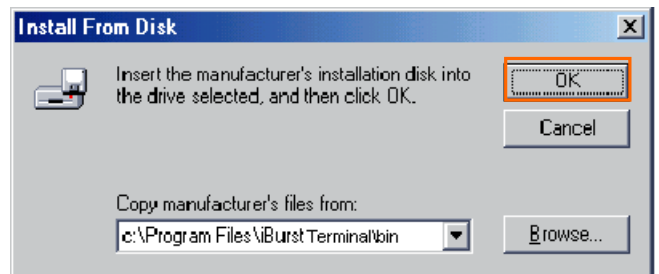 Install From Disk
X
Insert the manufacturer's installation disk into
the drive selected, and then click OK.
OK
Cancel
Copy manufacturer's files from:
c:\Program Files\iBurst Terminal\bin
Browse...